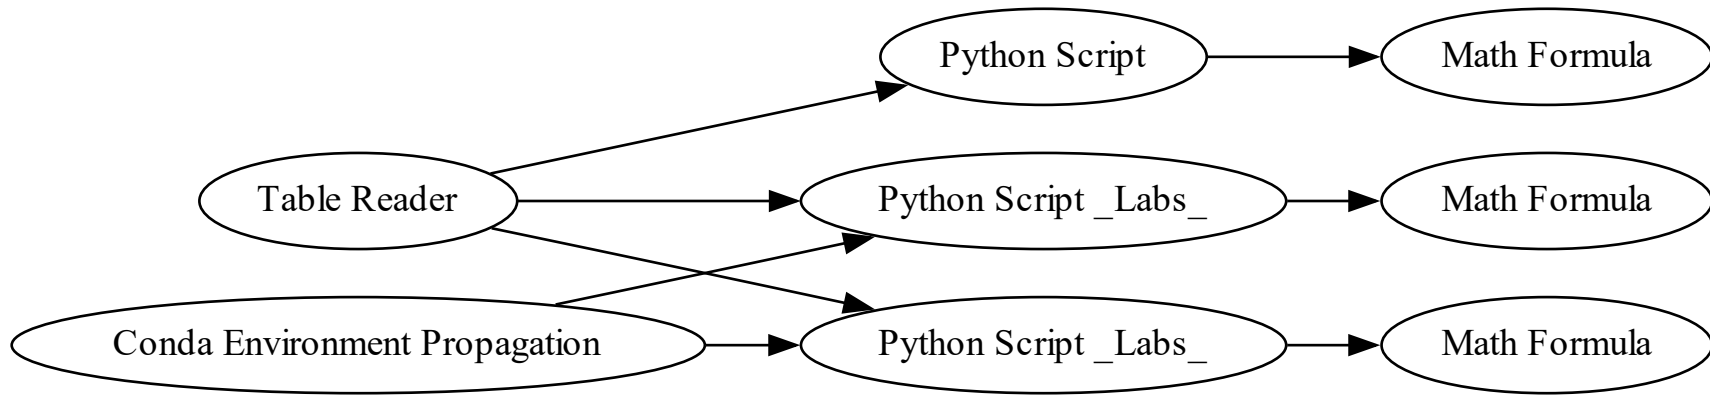 Python Script
Math Formula
Table Reader
Python Script _Labs_
Math Formula
Conda Environment Propagation
Python Script _Labs_
Math Formula